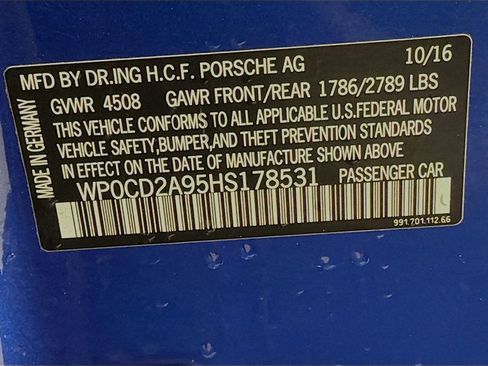 MFD BY DR.ING H.C.F. PORSCHE AG 10/16
GVWR 4508 GAWR FRONT/REAR 1786/2789 LBS
THIS VEHICLE CONFORMS TO ALL APPLICABLE U.S.FEDERAL MOTOR
VEHICLE SAFETY,BUMPER,AND THEFT PREVENTION STANDARDS
IN EFFECT ON THE DATE OF MANUFACTURE SHOWN ABOVE.
WP0CD2A95HS178531 PASSENGER CAR
991.701.112.66
MADE IN GERMANY